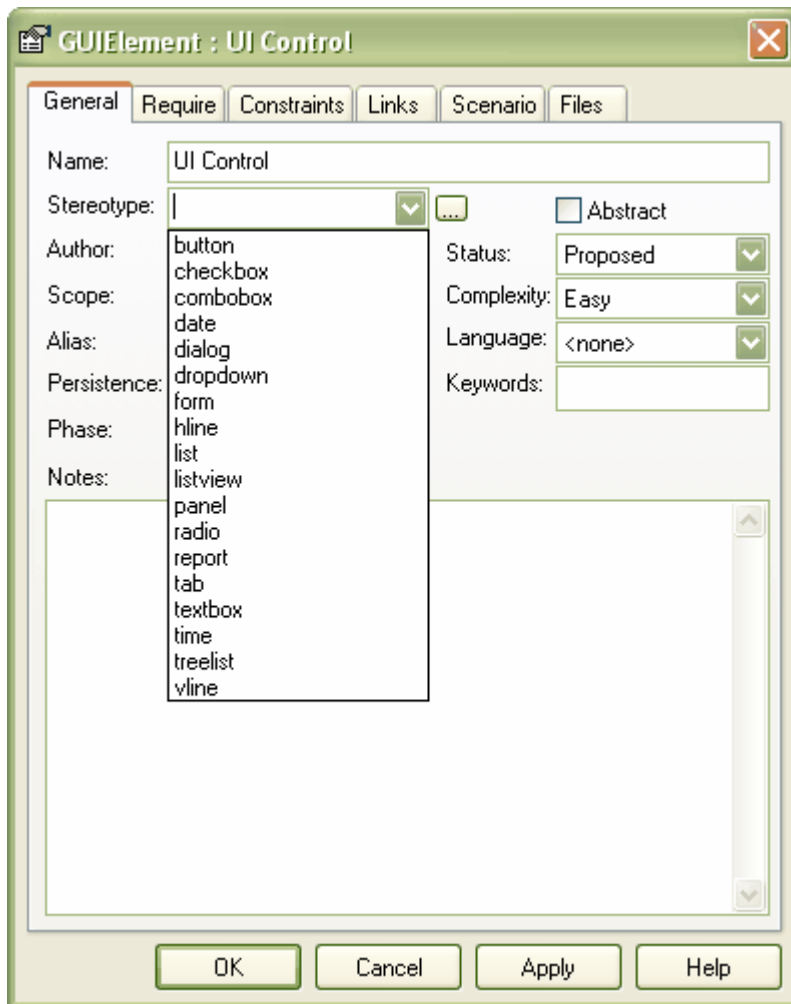 GUIElement : UI Control
General Require Constraints Links Scenario Files
Name: UI Control
Stereotype: ... Abstract
Author: Status: Proposed
Scope: Complexity: Easy
Alias: Language: <none>
Persistence: Keywords:
Phase:
Notes:
button
checkbox
combobox
date
dialog
dropdown
form
hline
list
listview
panel
radio
report
tab
textbox
time
treelist
vline
OK Cancel Apply Help